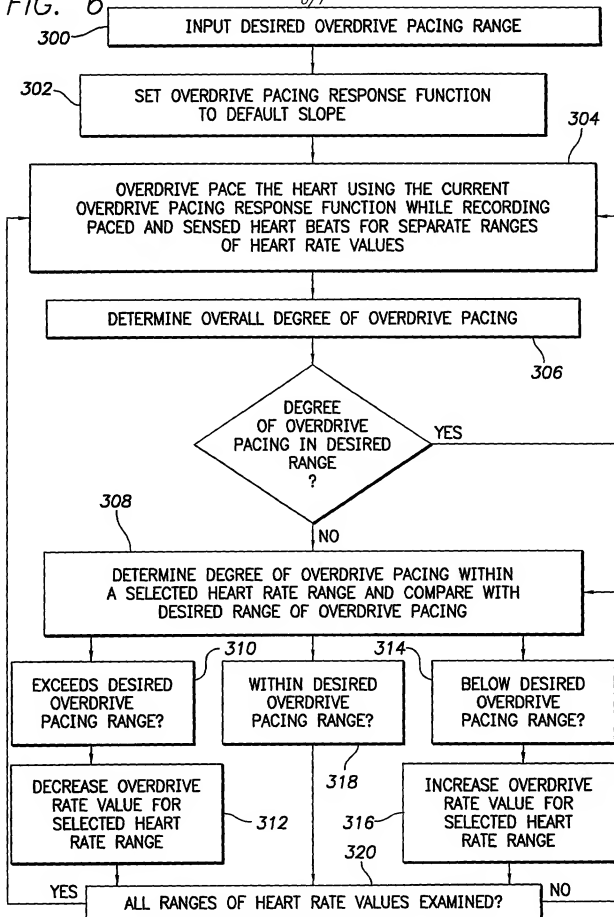 FIG. 6
300
INPUT DESIRED OVERDRIVE PACING RANGE
302
SET OVERDRIVE PACING RESPONSE FUNCTION
TO DEFAULT SLOPE
304
OVERDRIVE PACE THE HEART USING THE CURRENT
OVERDRIVE PACING RESPONSE FUNCTION WHILE RECORDING
PACED AND SENSED HEART BEATS FOR SEPARATE RANGES
OF HEART RATE VALUES
DETERMINE OVERALL DEGREE OF OVERDRIVE PACING
306
DEGREE
OF OVERDRIVE
PACING IN DESIRED
RANGE
?
YES
NO
308
DETERMINE DEGREE OF OVERDRIVE PACING WITHIN
A SELECTED HEART RATE RANGE AND COMPARE WITH
DESIRED RANGE OF OVERDRIVE PACING
310
EXCEEDS DESIRED
OVERDRIVE
PACING RANGE?
WITHIN DESIRED
OVERDRIVE
PACING RANGE?
318
314
BELOW DESIRED
OVERDRIVE
PACING RANGE?
DECREASE OVERDRIVE
RATE VALUE FOR
SELECTED HEART
RATE RANGE
312
316
INCREASE OVERDRIVE
RATE VALUE FOR
SELECTED HEART
RATE RANGE
320
YES
ALL RANGES OF HEART RATE VALUES EXAMINED?
NO